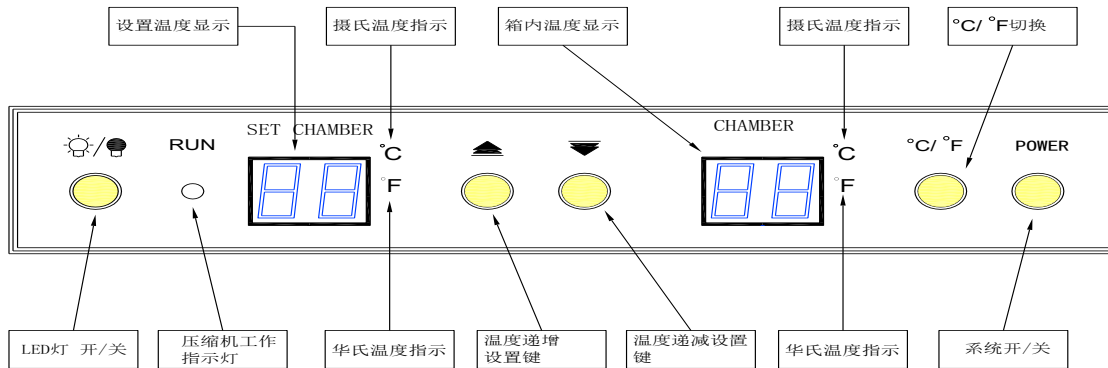 设置温度显示
摄氏温度指示
箱内温度显示
摄氏温度指示
°C/ °F切换
SET CHAMBER
CHAMBER
RUN
°C
°F
°C
°F
°C/ °F
POWER
LED灯 开/关
压缩机工作
指示灯
华氏温度指示
温度递增
设置键
温度递减设置
键
华氏温度指示
系统开/关